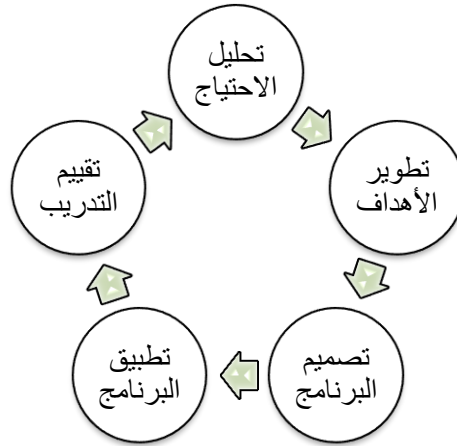 تحليل
الاحتياج
تطوير
الأهداف
تصميم
البرنامج
تطبيق
البرنامج
تقييم
التدريب